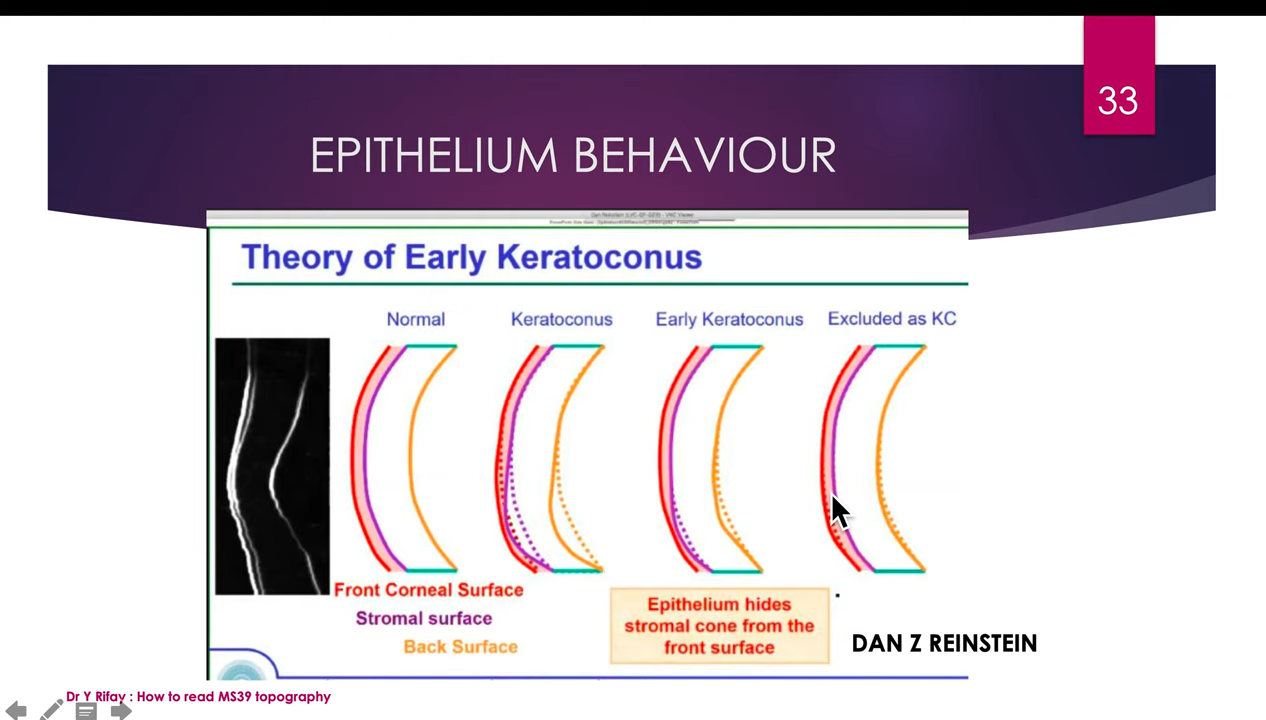 33
EPITHELIUM BEHAVIOUR
Theory of Early Keratoconus
Normal Keratoconus Early Keratoconus Excluded as KC
Front Corneal Surface
Stromal surface
Back Surface
Epithelium hides
stromal cone from the
front surface
DAN Z REINSTEIN
Dr Y Rifay : How to read MS39 topography